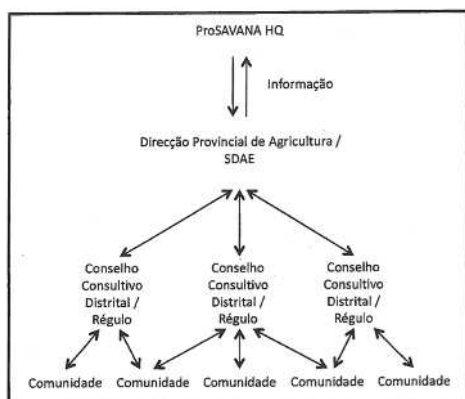 ProSAVANA HQ
Informação
Direcção Provincial de Agricultura /
SDAE
Conselho
Consultivo
Distrital /
Régulo
Conselho
Consultivo
Distrital /
Régulo
Conselho
Consultivo
Distrital /
Régulo
Comunidade Comunidade Comunidade Comunidade Comunidade